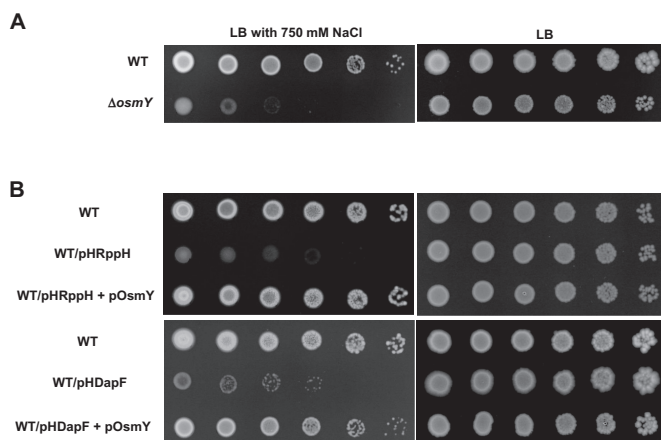 A
LB with 750 mM NaCl
LB
WT
ΔosmY
B
WT
WT/pHRppH
WT/pHRppH + pOsmY
WT
WT/pHDapF
WT/pHDapF + pOsmY